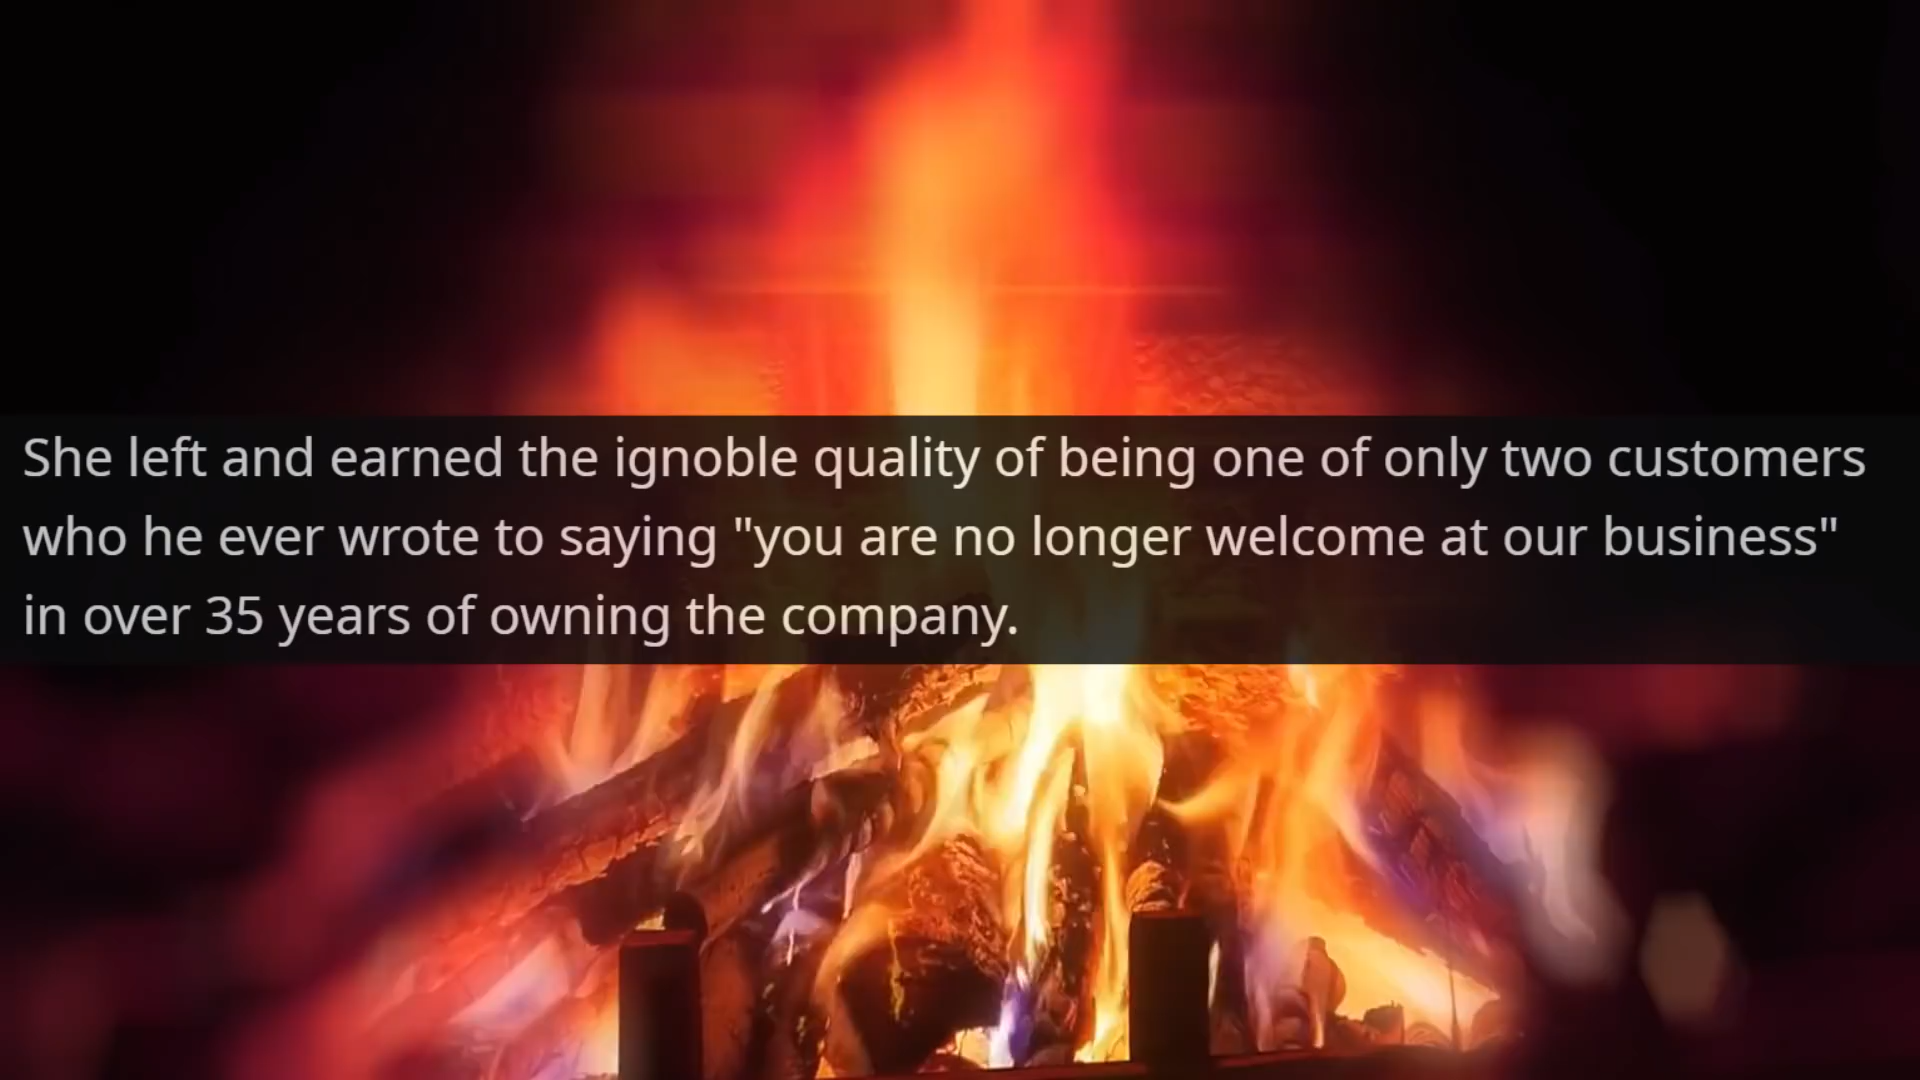 She left and earned the ignoble quality of being one of only two customers
who he ever wrote to saying "you are no longer welcome at our business"
in over 35 years of owning the company.